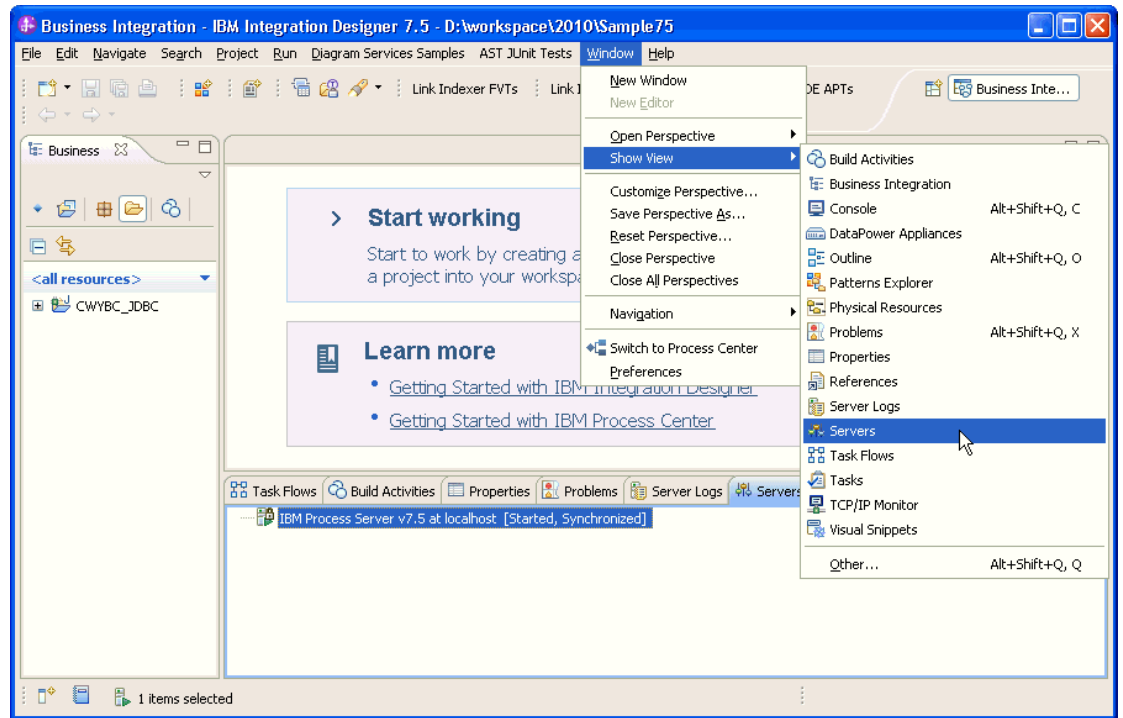 Business Integration - IBM Integration Designer 7.5 - D:\workspace\2010\Sample75
File Edit Navigate Search Project Run Diagram Services Samples AST JUnit Tests Window Help
Link Indexer FVTs
APTs
Business Inte...
Business
<all resources>
CWYBC_JDBC
Start working
Start to work by creating
a project into your
Learn more
Getting Started with IBM Integration Designer
Getting Started with IBM Process Center
New Window
New Editor
Open Perspective
Show View
Customize Perspective...
Save Perspective As...
Reset Perspective...
Close Perspective
Close All Perspectives
Navigation
Switch to Process Center
Preferences
Build Activities
Business Integration
Console Alt+Shift+Q, C
DataPower Appliances
Outline Alt+Shift+Q, O
Patterns Explorer
Physical Resources
Problems Alt+Shift+Q, X
Properties
References
Server Logs
Servers
Task Flows
Tasks
TCP/IP Monitor
Visual Snippets
Other... Alt+Shift+Q, Q
Task Flows Build Activities Properties Problems Server Logs Servers
IBM Process Server v7.5 at localhost [Started, Synchronized]
1 items selected